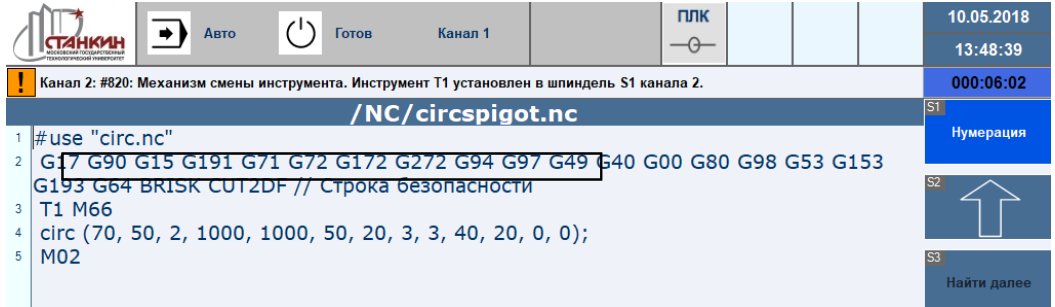 СТАНКИН
МОСКОВСКИЙ ГОСУДАРСТВЕННЫЙ
ТЕХНОЛОГИЧЕСКИЙ УНИВЕРСИТЕТ
Авто
Готов
Канал 1
ПЛК
10.05.2018
13:48:39
! Канал 2: #820: Механизм смены инструмента. Инструмент T1 установлен в шпиндель S1 канала 2.
000:06:02
/NC/circspigot.nc
1 #use "circ.nc"
2 G17 G90 G15 G191 G71 G72 G172 G272 G94 G97 G49 G40 G00 G80 G98 G53 G153
G193 G64 BRISK CUT2DF // Строка безопасности
3 T1 M66
4 circ (70, 50, 2, 1000, 1000, 50, 20, 3, 3, 40, 20, 0, 0);
5 M02
S1
Нумерация
S2
S3
Найти далее